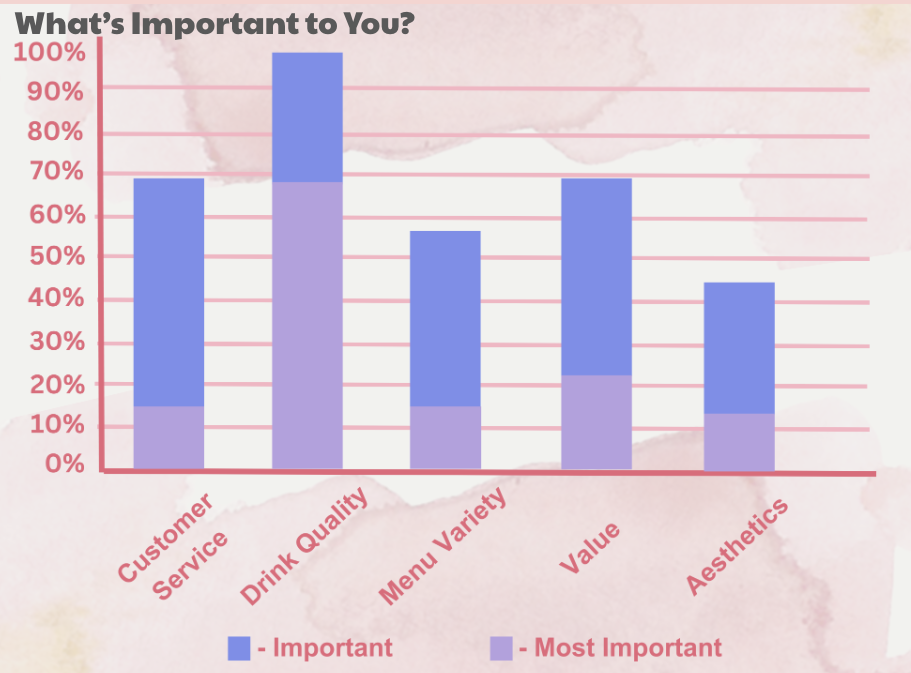 What's Important to You?
100%
90%
80%
70%
60%
50%
40%
30%
20%
10%
0%
Customer
Service
Drink Quality
Menu Variety
Value
Aesthetics
- Important
- Most Important